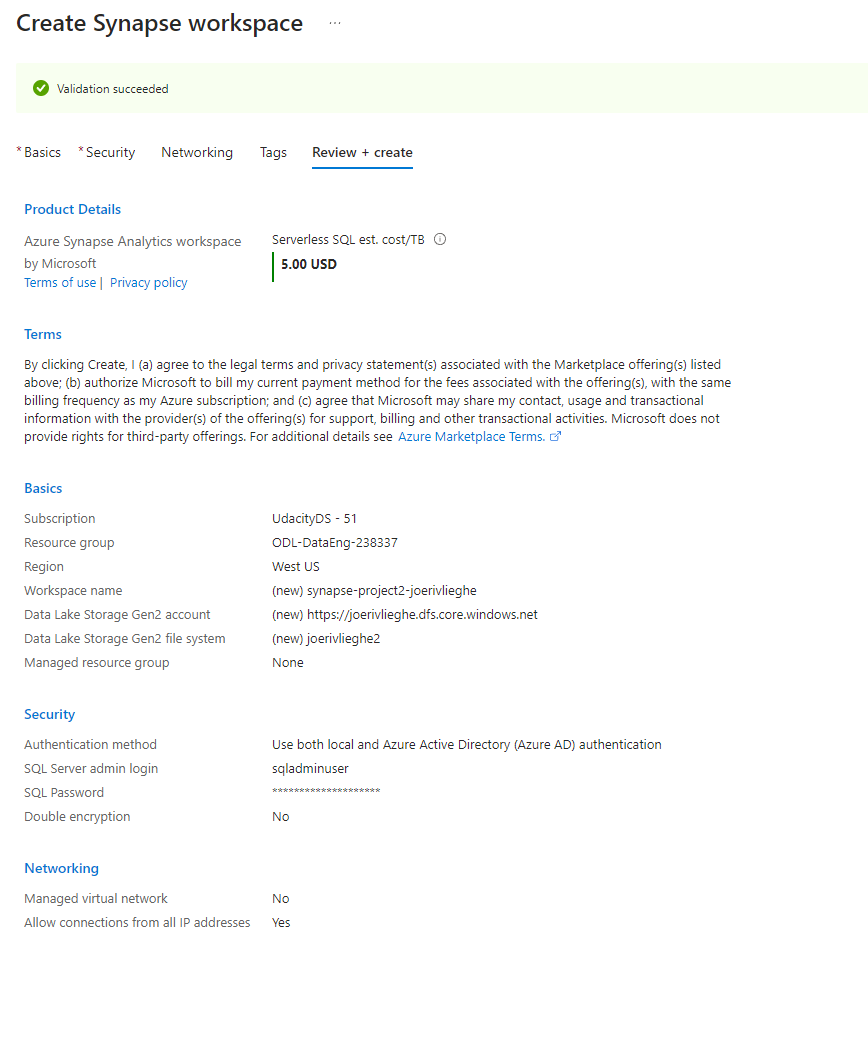 Create Synapse workspace ...
Validation succeeded
* Basics * Security Networking Tags Review + create
Product Details
Azure Synapse Analytics workspace
by Microsoft
Terms of use | Privacy policy
Serverless SQL est. cost/TB
5.00 USD
Terms
By clicking Create, I (a) agree to the legal terms and privacy statement(s) associated with the Marketplace offering(s) listed
above; (b) authorize Microsoft to bill my current payment method for the fees associated with the offering(s), with the same
billing frequency as my Azure subscription; and (c) agree that Microsoft may share my contact, usage and transactional
information with the provider(s) of the offering(s) for support, billing and other transactional activities. Microsoft does not
provide rights for third-party offerings. For additional details see Azure Marketplace Terms.
Basics
Subscription UdacityDS - 51
Resource group ODL-DataEng-238337
Region West US
Workspace name (new) synapse-project2-joerivlieghe
Data Lake Storage Gen2 account (new) https://joerivlieghe.dfs.core.windows.net
Data Lake Storage Gen2 file system (new) joerivlieghe2
Managed resource group None
Security
Authentication method Use both local and Azure Active Directory (Azure AD) authentication
SQL Server admin login sqladminuser
SQL Password ********************
Double encryption No
Networking
Managed virtual network No
Allow connections from all IP addresses Yes